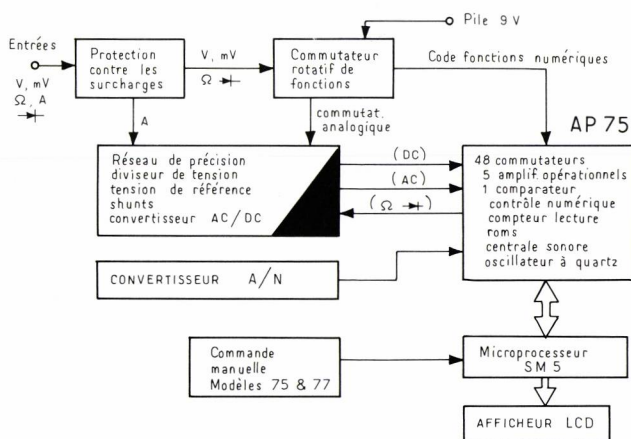 Pile 9 V
Entrées
V, mV
Ω, A
Protection
contre les
surcharges
V, mV
Ω
Commutateur
rotatif de
fonctions
Code fonctions numériques
A
commutat.
analogique
AP 75
Réseau de précision
diviseur de tension
tension de référence
shunts
convertisseur AC/DC
(DC)
(AC)
(Ω)
48 commutateurs
5 amplif. opérationnels
1 comparateur,
contrôle numérique
compteur lecture
roms
centrale sonore
oscillateur à quartz
CONVERTISSEUR A/N
Commande
manuelle
Modèles 75 & 77
Microprocesseur
SM 5
AFFICHEUR LCD